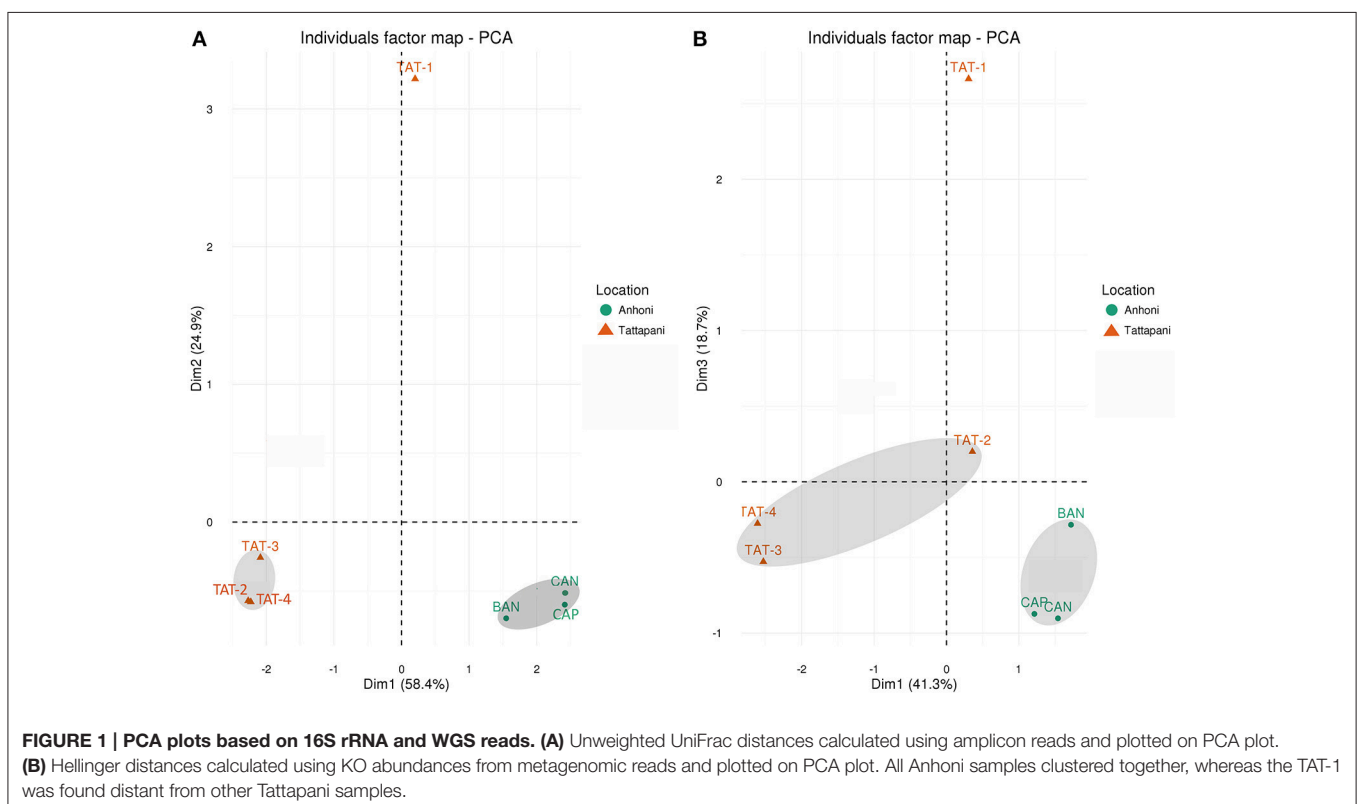 A
Individuals factor map - PCA
TAT-1
3
2
1
0
Dim2 (24.9%)
TAT-3
TAT-2
TAT-4
CAN
BAN
CAP
-2
-1
0
1
2
Dim1 (58.4%)
Location
Anhoni
Tattapani
B
Individuals factor map - PCA
TAT-1
2
1
0
-1
Dim3 (18.7%)
TAT-2
TAT-4
TAT-3
BAN
CAP
CAN
-2
-1
0
1
Dim1 (41.3%)
Location
Anhoni
Tattapani
FIGURE 1 | PCA plots based on 16S rRNA and WGS reads. (A) Unweighted UniFrac distances calculated using amplicon reads and plotted on PCA plot.
(B) Hellinger distances calculated using KO abundances from metagenomic reads and plotted on PCA plot. All Anhoni samples clustered together, whereas the TAT-1
was found distant from other Tattapani samples.